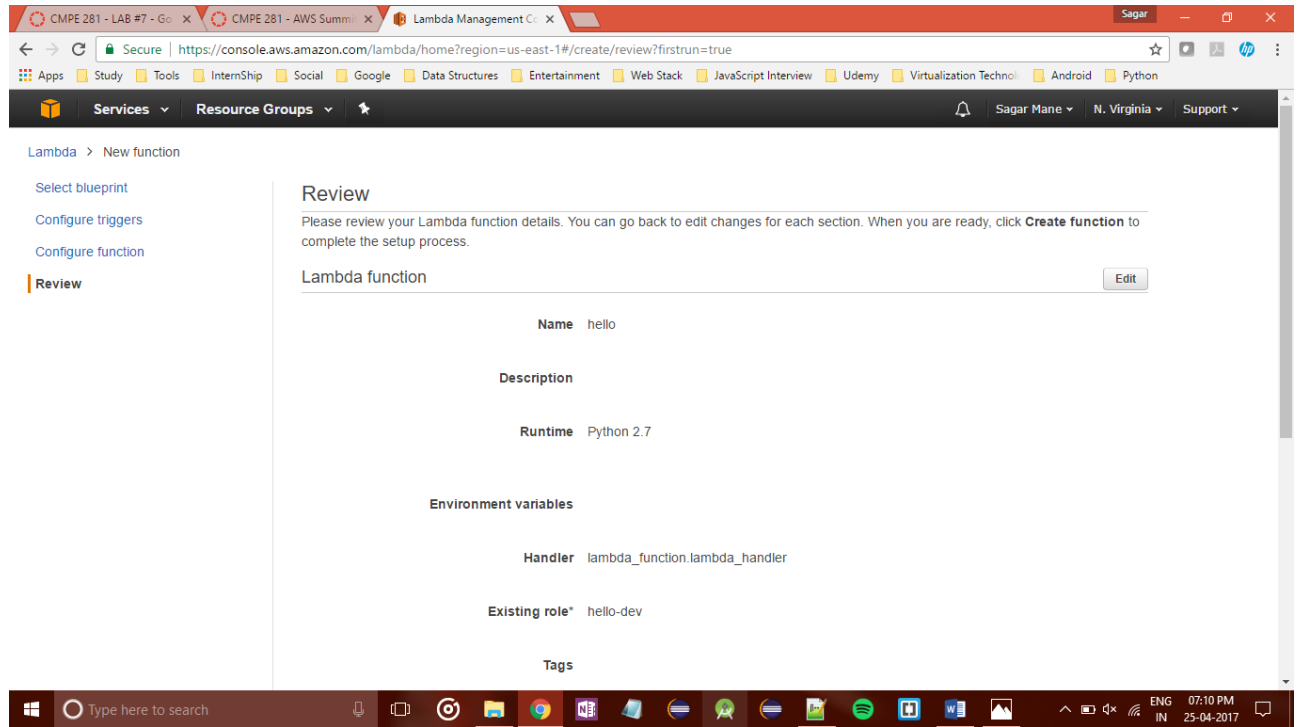 CMPE 281 - LAB #7 - Go
CMPE 281 - AWS Summi
Lambda Management Co
Sagar
Secure | https://console.aws.amazon.com/lambda/home?region=us-east-1#/create/review?firstrun=true
Apps Study Tools InternShip Social Google Data Structures Entertainment Web Stack JavaScript Interview Udemy Virtualization Technol Android Python
Services Resource Groups Sagar Mane N. Virginia Support
Lambda > New function
Select blueprint
Configure triggers
Configure function
Review
Review
Please review your Lambda function details. You can go back to edit changes for each section. When you are ready, click Create function to
complete the setup process.
Lambda function Edit
Name hello
Description
Runtime Python 2.7
Environment variables
Handler lambda_function.lambda_handler
Existing role* hello-dev
Tags
Type here to search
ENG 07:10 PM
IN 25-04-2017